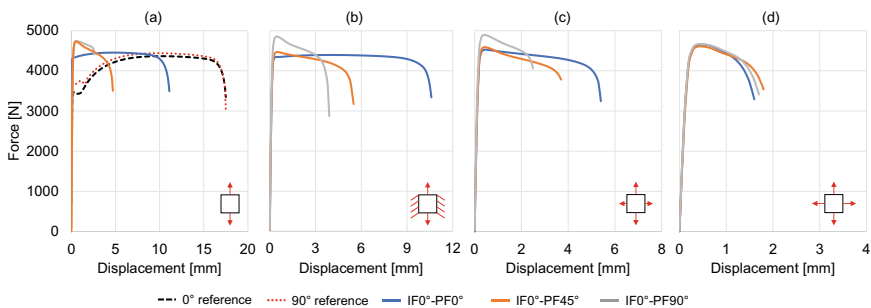 (a)
(b)
(c)
(d)
Force [N]
5000
4000
3000
2000
1000
0
0 5 10 15 20
0 3 6 9 12
0 2 4 6 8
0 1 2 3 4
Displacement [mm]
Displacement [mm]
Displacement [mm]
Displacement [mm]
0° reference
90° reference
IF0°-PF0°
IF0°-PF45°
IF0°-PF90°